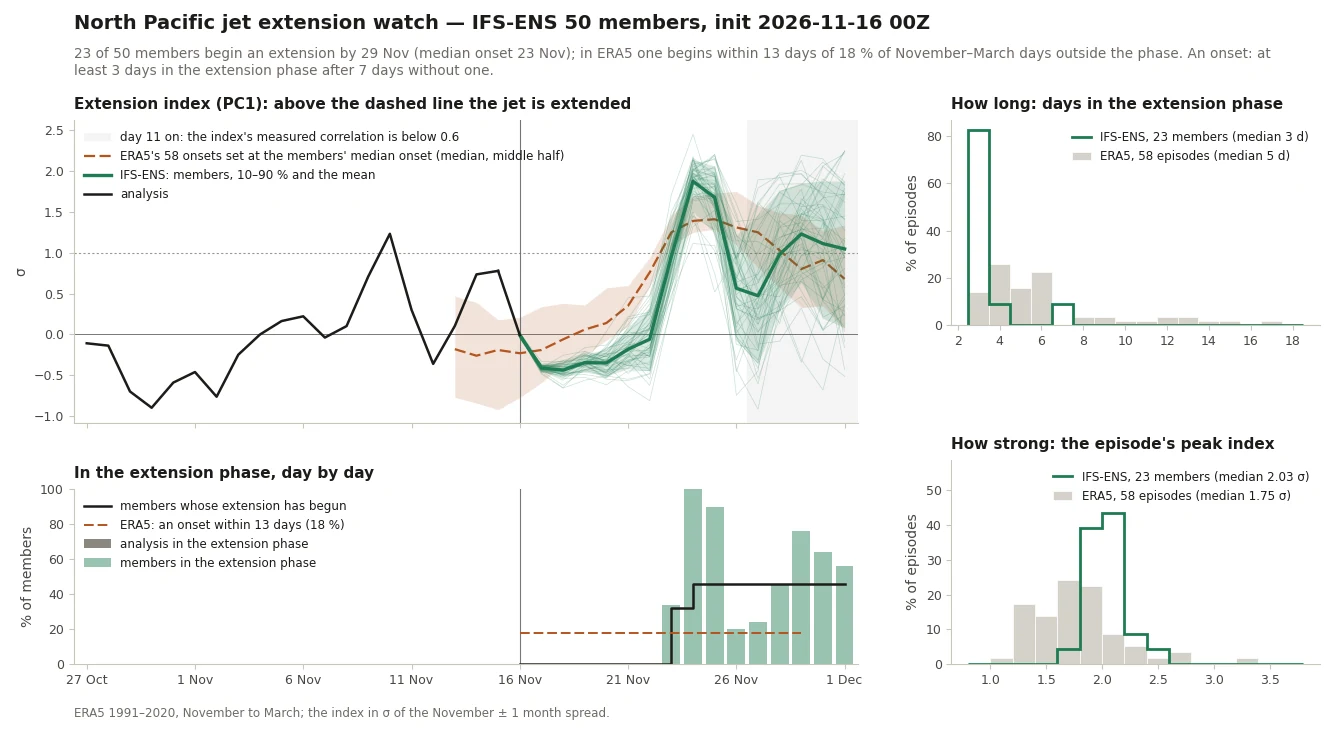 North Pacific jet extension watch — IFS-ENS 50 members, init 2026-11-16 00Z
23 of 50 members begin an extension by 29 Nov (median onset 23 Nov); in ERA5 one begins within 13 days of 18 % of November–March days outside the phase. An onset: at
least 3 days in the extension phase after 7 days without one.
Extension index (PC1): above the dashed line the jet is extended
2.5
2.0
1.5
1.0
0.5
0.0
−0.5
−1.0
σ
day 11 on: the index's measured correlation is below 0.6
ERA5's 58 onsets set at the members' median onset (median, middle half)
IFS-ENS: members, 10–90 % and the mean
analysis
How long: days in the extension phase
80
60
40
20
0
% of episodes
IFS-ENS, 23 members (median 3 d)
ERA5, 58 episodes (median 5 d)
2 4 6 8 10 12 14 16 18
In the extension phase, day by day
100
80
60
40
20
0
% of members
members whose extension has begun
ERA5: an onset within 13 days (18 %)
analysis in the extension phase
members in the extension phase
27 Oct 1 Nov 6 Nov 11 Nov 16 Nov 21 Nov 26 Nov 1 Dec
How strong: the episode's peak index
50
40
30
20
10
0
% of episodes
IFS-ENS, 23 members (median 2.03 σ)
ERA5, 58 episodes (median 1.75 σ)
1.0 1.5 2.0 2.5 3.0 3.5
ERA5 1991–2020, November to March; the index in σ of the November ± 1 month spread.